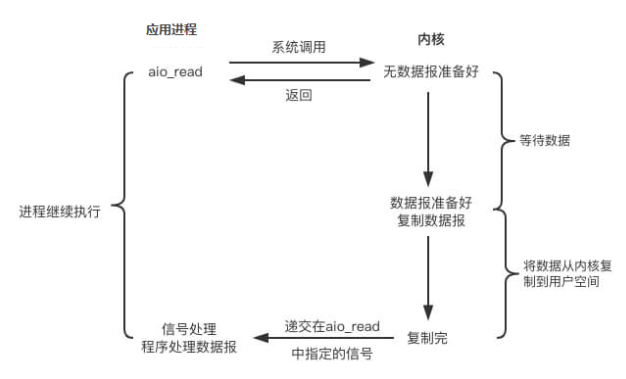 应用进程
内核
系统调用
aio_read
无数据报准备好
返回
等待数据
数据报准备好
复制数据报
进程继续执行
将数据从内核复
制到用户空间
信号处理
程序处理数据报
递交在aio_read
中指定的信号
复制完